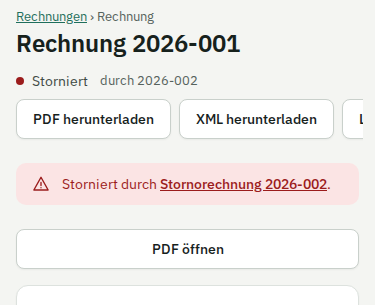 Rechnungen › Rechnung
Rechnung 2026-001
Storniert durch 2026-002
PDF herunterladen XML herunterladen L
Storniert durch Stornorechnung 2026-002.
PDF öffnen